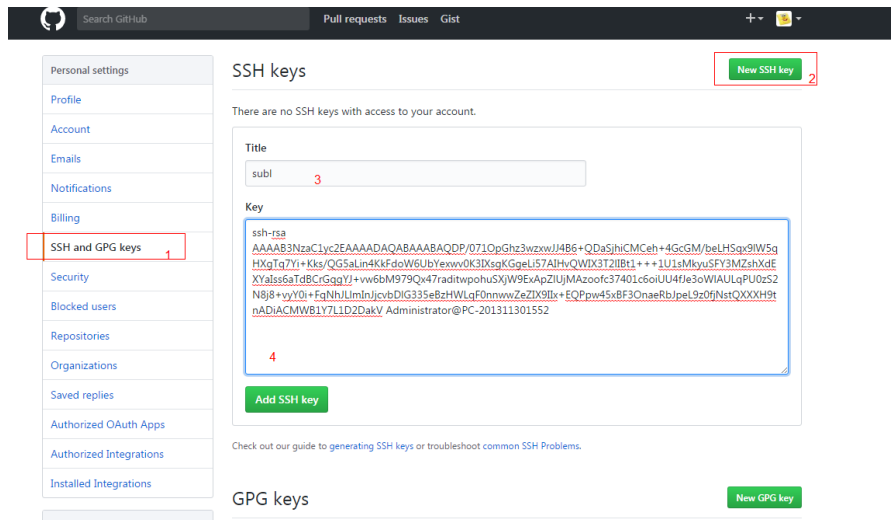 Search GitHub
Pull requests Issues Gist
Personal settings
Profile
Account
Emails
Notifications
Billing
SSH and GPG keys
1
Security
Blocked users
Repositories
Organizations
Saved replies
Authorized OAuth Apps
Authorized Integrations
Installed Integrations
SSH keys
New SSH key
2
There are no SSH keys with access to your account.
Title
subl
3
Key
ssh-rsa
AAAAB3NzaC1yc2EAAAADAQABAAABAQDP/071OpGhz3wzxwJJ4B6+QDaSjhiCMCeh+4GcGM/beLHSqx9IW5q
HXgTq7Yi+Kks/QG5aLin4KkFdoW6UbYexwv0K3IXsgKGgeLi57AIHvQWIX3T2IIBt1+++1U1sMkyuSFY3MZshXdE
XYaIss6aTdBCrGqgYJ+vw6bM979Qx47raditwpohuSXjW9ExApZlUjMAzoofc37401c6oiUU4fJe3oWIAULqPU0zS2
N8j8+vyY0i+FqNhJLlmInJjcvbDIG335eBzHWLqF0nnwwZeZIX9IIx+EQPpw45xBF3OnaeRbJpeL9z0fjNstQXXXH9t
nADiACMWB1Y7L1D2DakV Administrator@PC-201311301552
4
Add SSH key
Check out our guide to generating SSH keys or troubleshoot common SSH Problems.
GPG keys
New GPG key